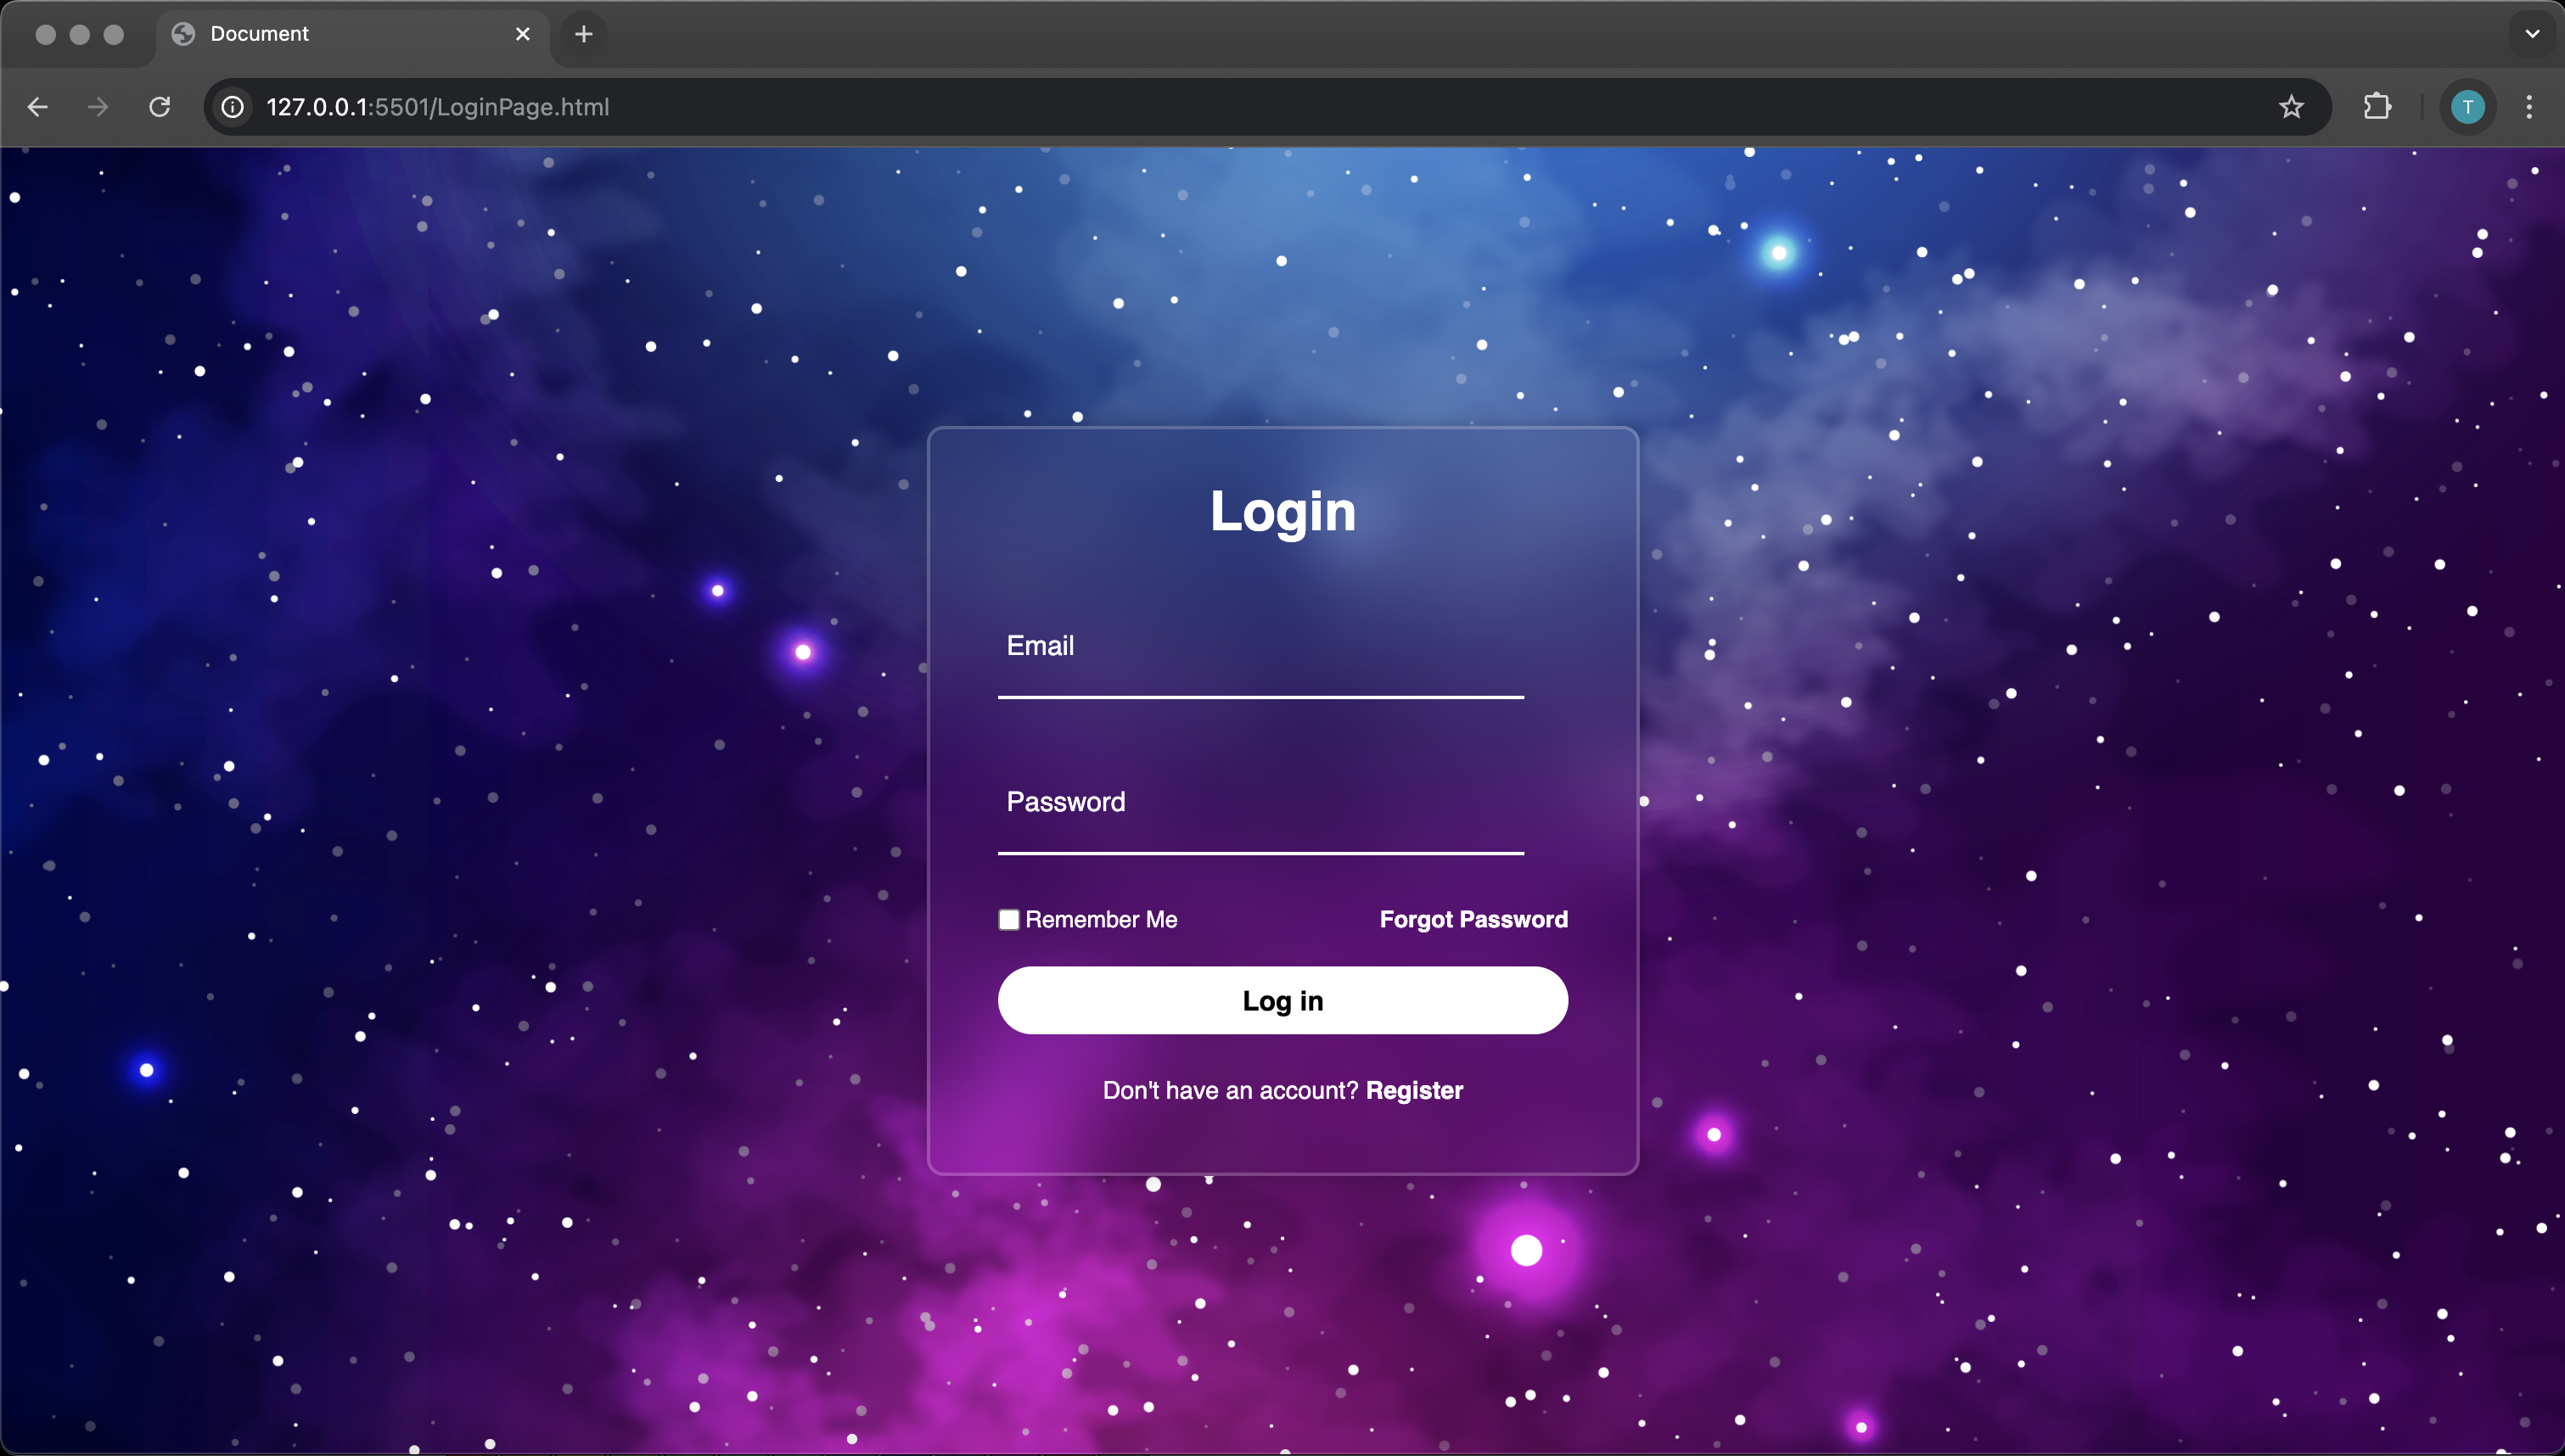 Document
127.0.0.1:5501/LoginPage.html
T
Login
Email
Password
Remember Me Forgot Password
Log in
Don't have an account? Register